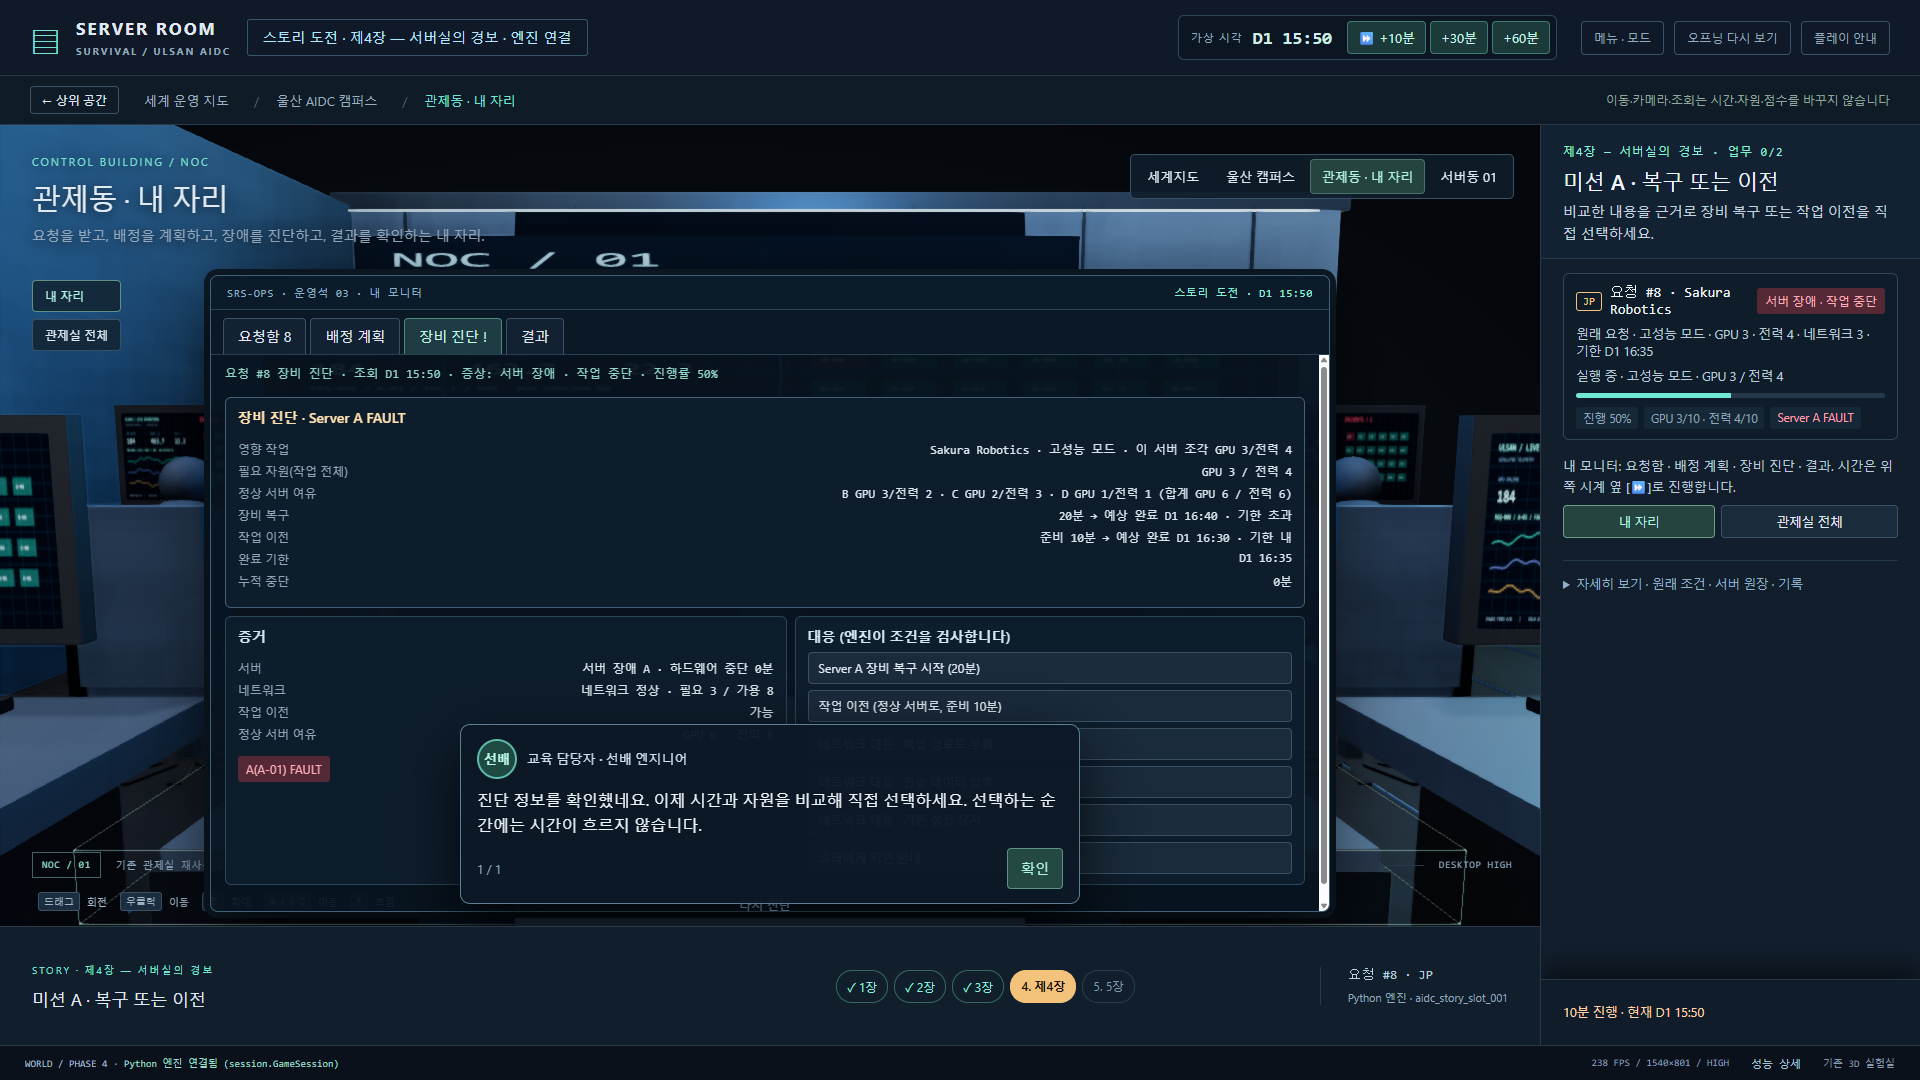 SERVER ROOM
SURVIVAL / ULSAN AIDC
스토리 도전 · 제4장 — 서버실의 경보 · 엔진 연결
가상 시각 D1 15:50
⏩ +10분
+30분
+60분
메뉴 · 모드
오프닝 다시 보기
플레이 안내
← 상위 공간
세계 운영 지도 / 울산 AIDC 캠퍼스 / 관제동 · 내 자리
이동·카메라·조회는 시간·자원·점수를 바꾸지 않습니다
CONTROL BUILDING / NOC
관제동 · 내 자리
요청을 받고, 배정을 계획하고, 장애를 진단하고, 결과를 확인하는 내 자리.
세계지도
울산 캠퍼스
관제동 · 내 자리
서버동 01
NOC / 01
내 자리
관제실 전체
SRS-OPS · 운영석 03 · 내 모니터
스토리 도전 · D1 15:50
요청함 8
배정 계획
장비 진단 !
결과
요청 #8 장비 진단 · 조회 D1 15:50 · 증상: 서버 장애 · 작업 중단 · 진행률 50%
장비 진단 · Server A FAULT
영향 작업 Sakura Robotics · 고성능 모드 · 이 서버 조각 GPU 3/전력 4
필요 자원(작업 전체) GPU 3 / 전력 4
정상 서버 여유 B GPU 3/전력 2 · C GPU 2/전력 3 · D GPU 1/전력 1 (합계 GPU 6 / 전력 6)
장비 복구 20분 → 예상 완료 D1 16:40 · 기한 초과
작업 이전 준비 10분 → 예상 완료 D1 16:30 · 기한 내
완료 기한 D1 16:35
누적 중단 0분
증거
서버 서버 장애 A · 하드웨어 중단 0분
네트워크 네트워크 정상 · 필요 3 / 가용 8
작업 이전 가능
정상 서버 여유
A(A-01) FAULT
대응 (엔진이 조건을 검사합니다)
Server A 장비 복구 시작 (20분)
작업 이전 (정상 서버로, 준비 10분)
선배 교육 담당자 · 선배 엔지니어
진단 정보를 확인했네요. 이제 시간과 자원을 비교해 직접 선택하세요. 선택하는 순
간에는 시간이 흐르지 않습니다.
1 / 1
확인
NOC / 01
기존 관제실 재사
DESKTOP HIGH
드래그 회전 우클릭 이동
제4장 — 서버실의 경보 · 업무 0/2
미션 A · 복구 또는 이전
비교한 내용을 근거로 장비 복구 또는 작업 이전을 직
접 선택하세요.
JP
요청 #8 · Sakura
Robotics
서버 장애 · 작업 중단
원래 요청 · 고성능 모드 · GPU 3 · 전력 4 · 네트워크 3 ·
기한 D1 16:35
실행 중 · 고성능 모드 · GPU 3 / 전력 4
진행 50%
GPU 3/10 · 전력 4/10
Server A FAULT
내 모니터: 요청함 · 배정 계획 · 장비 진단 · 결과. 시간은 위
쪽 시계 옆 [⏩]로 진행합니다.
내 자리
관제실 전체
▶ 자세히 보기 · 원래 조건 · 서버 원장 · 기록
10분 진행 · 현재 D1 15:50
STORY · 제4장 — 서버실의 경보
미션 A · 복구 또는 이전
✓ 1장
✓ 2장
✓ 3장
4. 제4장
5. 5장
요청 #8 · JP
Python 엔진 · aidc_story_slot_001
WORLD / PHASE 4 · Python 엔진 연결됨 (session.GameSession)
238 FPS / 1540×801 / HIGH
성능 상세
기존 3D 실험실